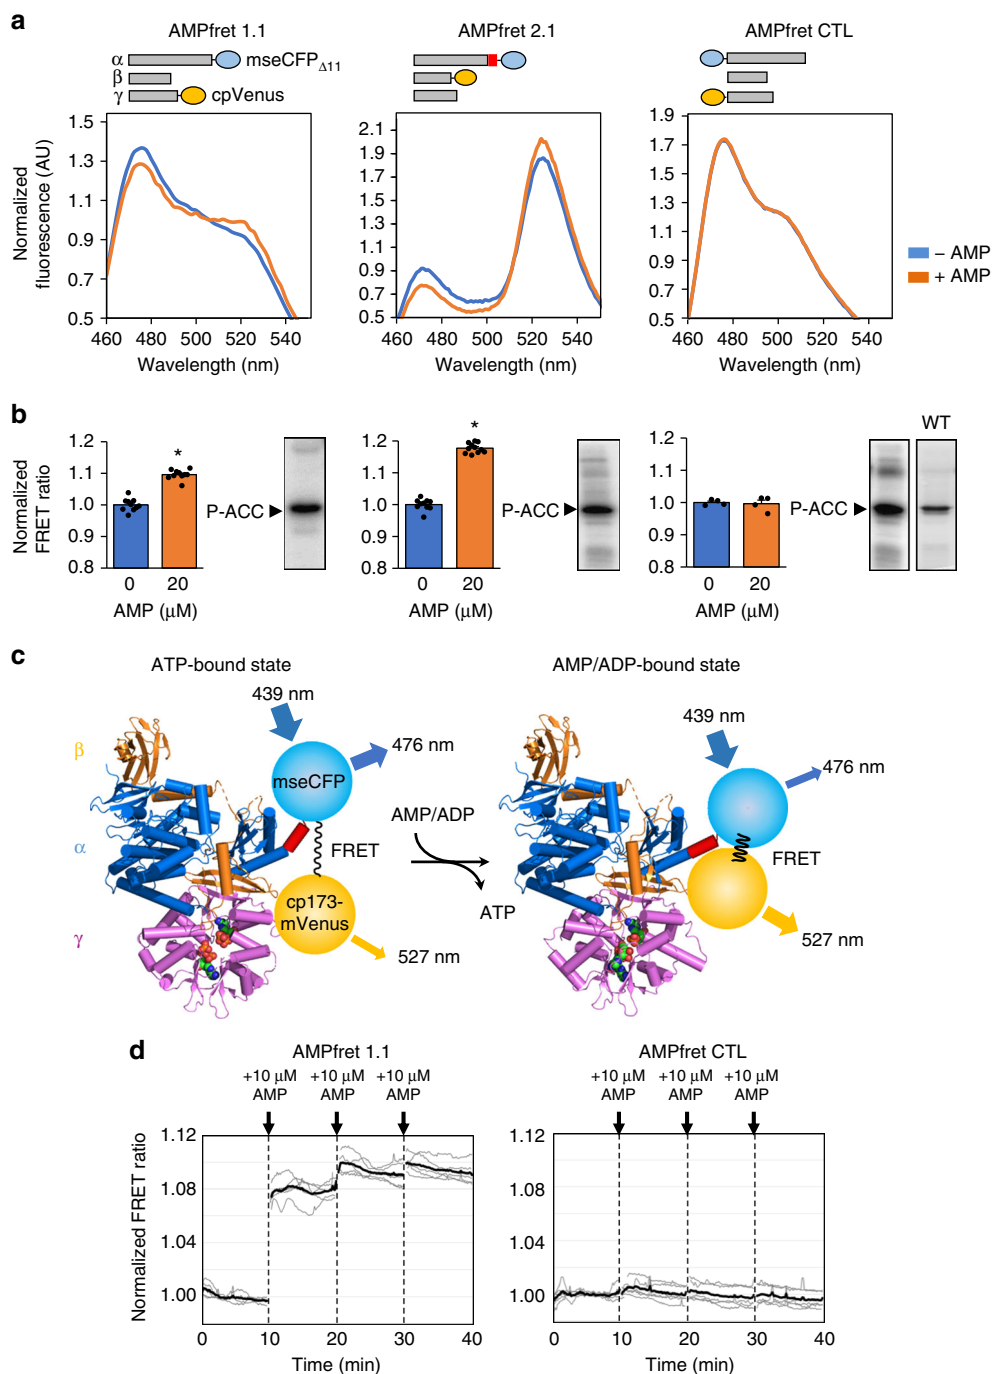 a
AMPfret 1.1
AMPfret 2.1
AMPfret CTL
α
mseCFPΔ11
β
γ
cpVenus
Normalized
fluorescence (AU)
1.5
1.3
1.1
0.9
0.7
0.5
460 480 500 520 540
Wavelength (nm)
2.1
1.9
1.7
1.5
1.3
1.1
0.9
0.7
0.5
460 480 500 520 540
Wavelength (nm)
1.9
1.7
1.5
1.3
1.1
0.9
0.7
0.5
460 480 500 520 540
Wavelength (nm)
– AMP
+ AMP
b
Normalized
FRET ratio
1.2
1.1
1.0
0.9
0.8
*
0 20
AMP (μM)
P-ACC
1.2
1.1
1.0
0.9
0.8
*
0 20
AMP (μM)
P-ACC
1.2
1.1
1.0
0.9
0.8
0 20
AMP (μM)
P-ACC
WT
c
ATP-bound state
AMP/ADP-bound state
439 nm
476 nm
mseCFP
β
α
γ
FRET
cp173-
mVenus
527 nm
AMP/ADP
ATP
439 nm
476 nm
FRET
527 nm
d
AMPfret 1.1
AMPfret CTL
+10 μM
AMP
+10 μM
AMP
+10 μM
AMP
+10 μM
AMP
+10 μM
AMP
+10 μM
AMP
Normalized FRET ratio
1.12
1.08
1.04
1.00
0 10 20 30 40
Time (min)
1.12
1.08
1.04
1.00
0 10 20 30 40
Time (min)